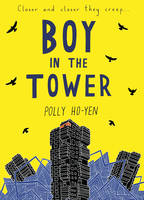 Closer and closer they creep...
BOY
IN THE
TOWER
POLLY HO-YEN